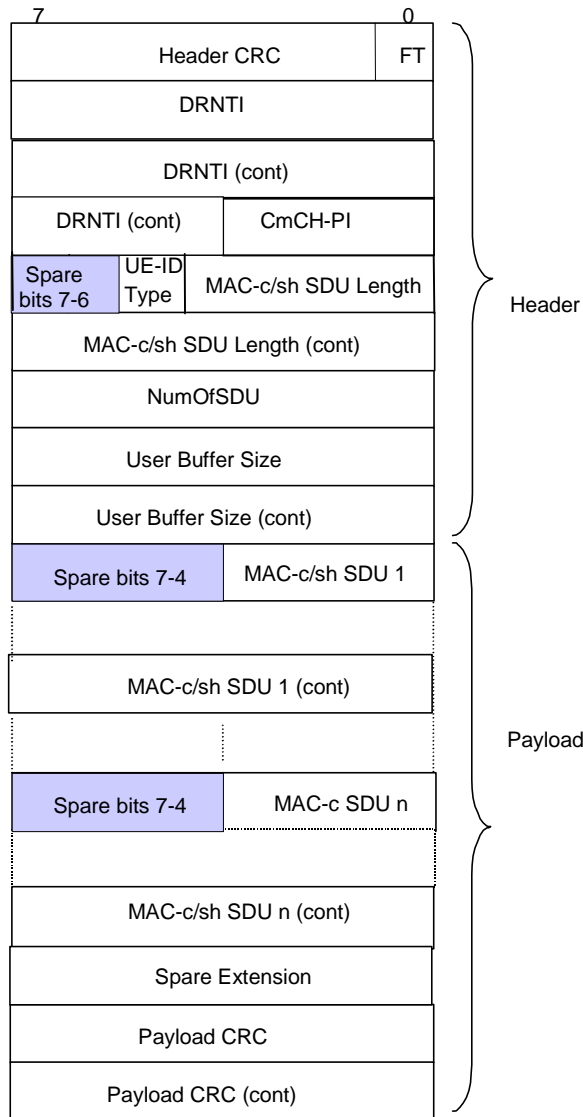 7 0
Header CRC FT
DRNTI
DRNTI (cont)
DRNTI (cont) CmCH-PI
Spare bits 7-6 UE-ID Type MAC-c/sh SDU Length
MAC-c/sh SDU Length (cont)
Header
NumOfSDU
User Buffer Size
User Buffer Size (cont)
Spare bits 7-4 MAC-c/sh SDU 1
MAC-c/sh SDU 1 (cont)
Payload
Spare bits 7-4 MAC-c SDU n
MAC-c/sh SDU n (cont)
Spare Extension
Payload CRC
Payload CRC (cont)